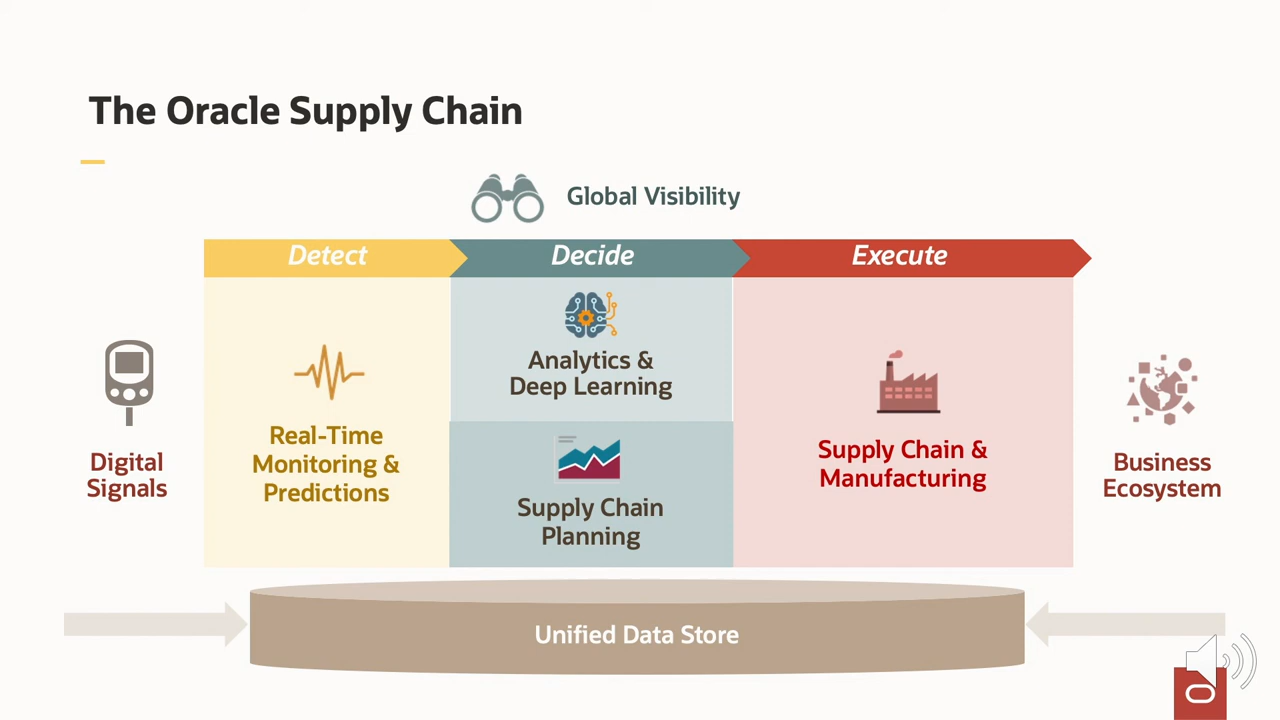 The Oracle Supply Chain
Global Visibility
Detect
Decide
Execute
Digital
Signals
Real-Time
Monitoring &
Predictions
Analytics &
Deep Learning
Supply Chain
Planning
Supply Chain &
Manufacturing
Business
Ecosystem
Unified Data Store